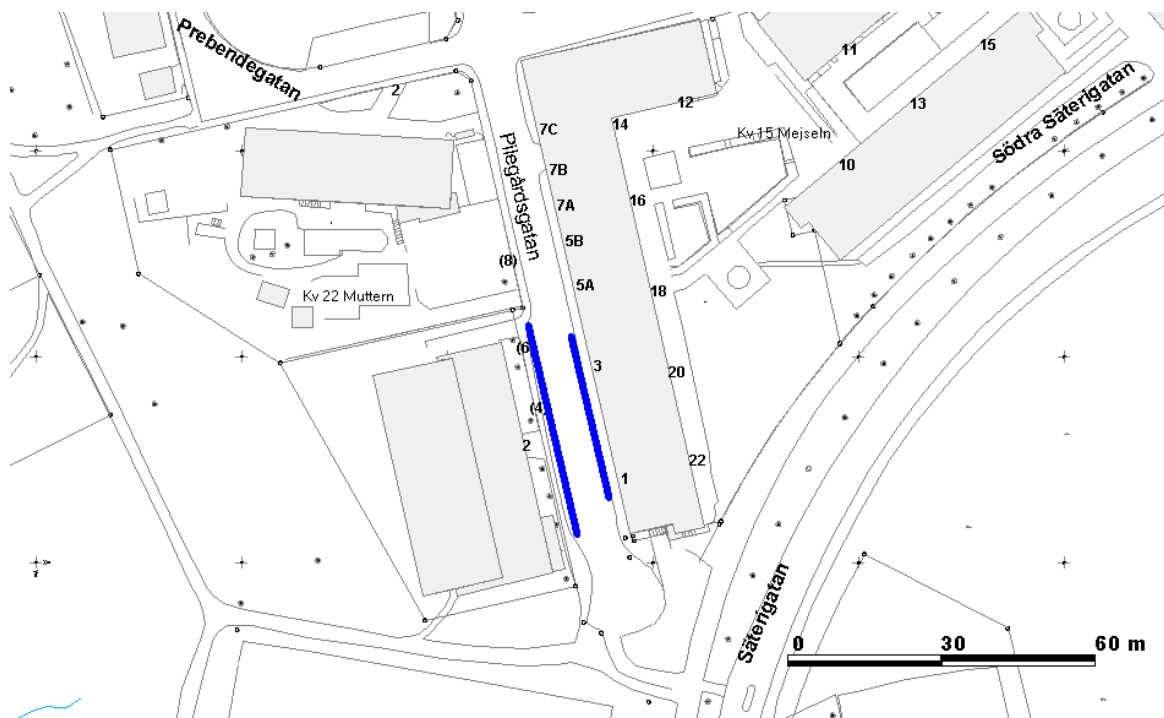 Prebendegatan
2
Pilegårdsgatan
7C
7B
7A
5B
5A
(8)
Kv 22 Muttern
(6
(4)
2
3
1
12
14
16
18
20
22
Kv 15 Mejseln
10
11
13
15
Södra Säterigatan
Säterigatan
0 30 60 m